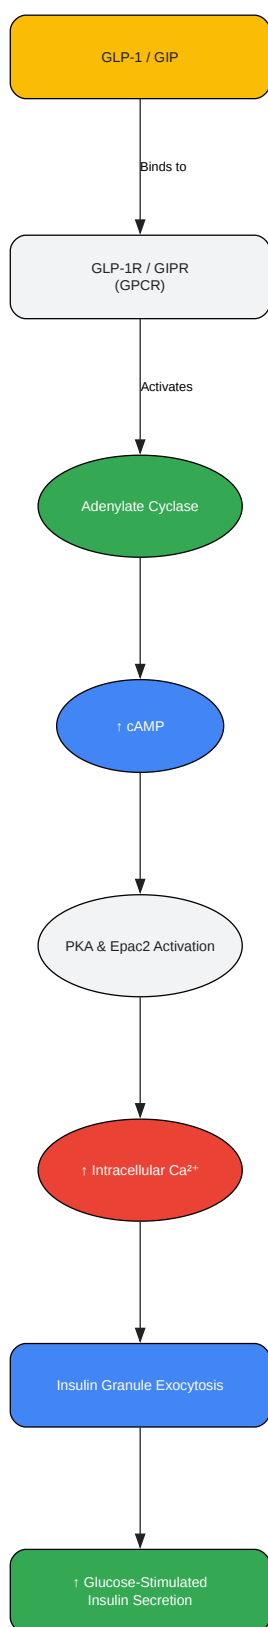 GLP-1 / GIP
Binds to
GLP-1R / GIPR
(GPCR)
Activates
Adenylate Cyclase
↑ cAMP
PKA & Epac2 Activation
↑ Intracellular Ca²⁺
Insulin Granule Exocytosis
↑ Glucose-Stimulated
Insulin Secretion